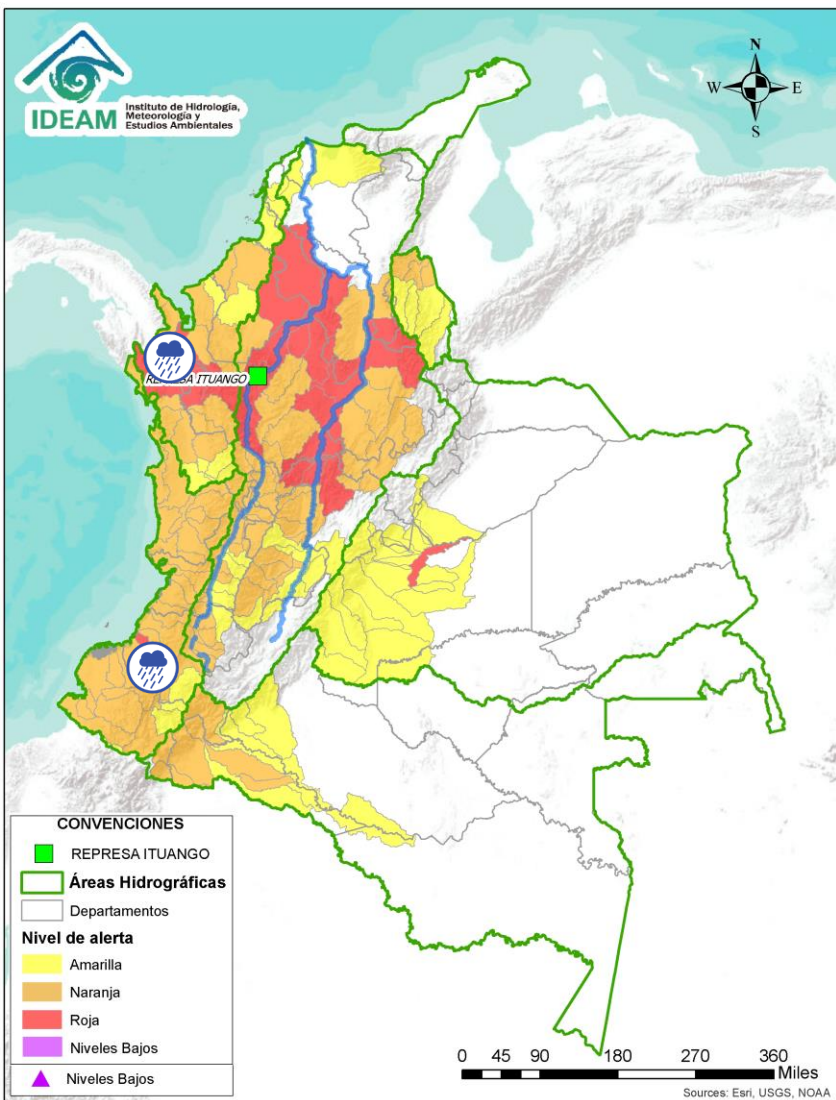 IDEAM
Instituto de Hidrología,
Meteorología y
Estudios Ambientales
N
W
E
S
REPRESA ITUANGO
CONVENCIONES
REPRESA ITUANGO
Áreas Hidrográficas
Departamentos
Nivel de alerta
Amarilla
Naranja
Roja
Niveles Bajos
Niveles Bajos
0 45 90 180 270 360
Miles
Sources: Esri, USGS, NOAA